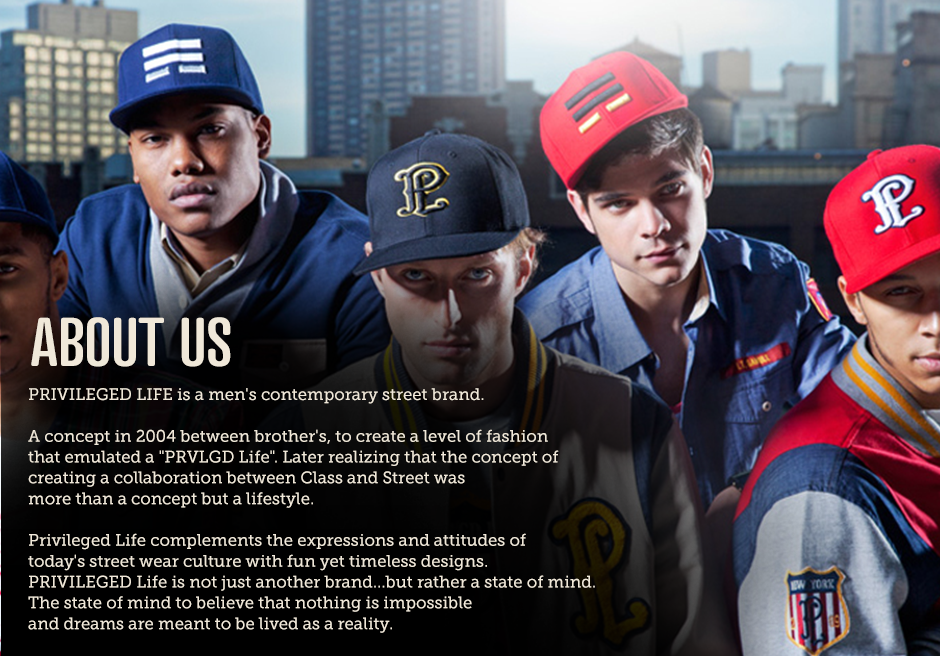 ABOUT US
PRIVILEGED LIFE is a men's contemporary street brand.
A concept in 2004 between brother's, to create a level of fashion
that emulated a "PRVLGD Life". Later realizing that the concept of
creating a collaboration between Class and Street was
more than a concept but a lifestyle.
Privileged Life complements the expressions and attitudes of
today's street wear culture with fun yet timeless designs.
PRIVILEGED Life is not just another brand...but rather a state of mind.
The state of mind to believe that nothing is impossible
and dreams are meant to be lived as a reality.
PL
PL
PL
NEW YORK
PL